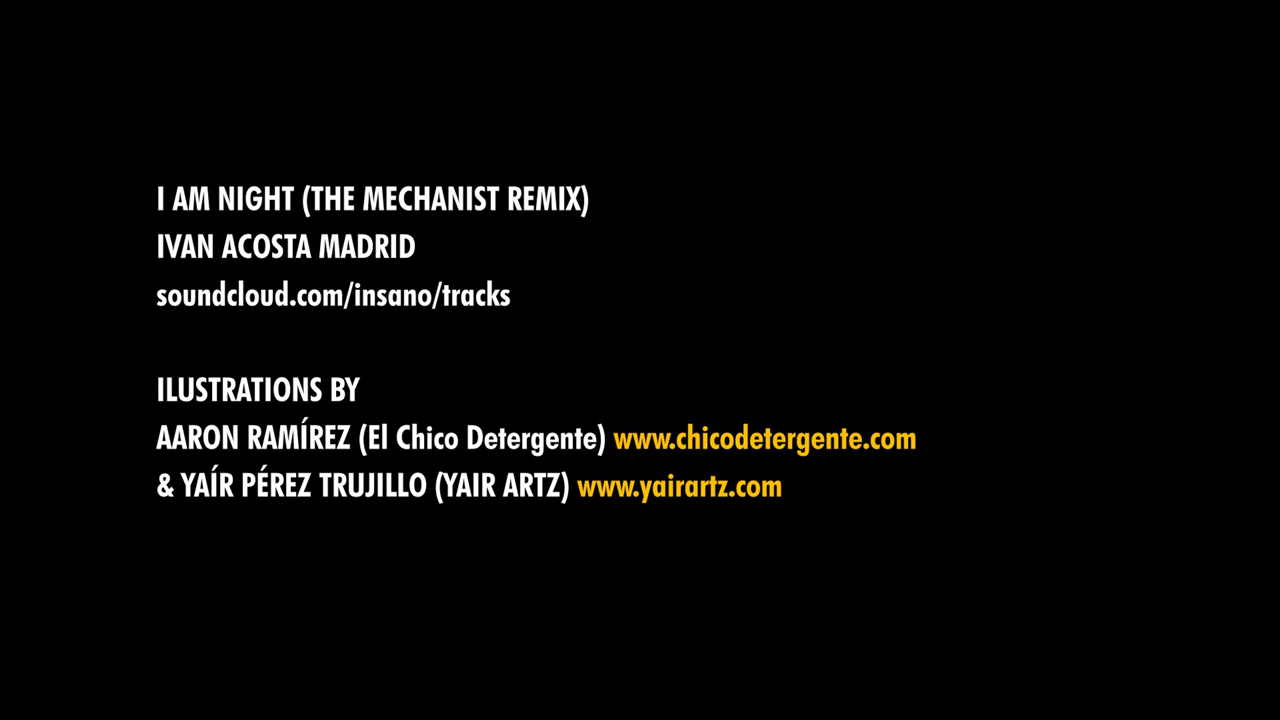 I AM NIGHT (THE MECHANIST REMIX)
IVAN ACOSTA MADRID
soundcloud.com/insano/tracks
ILUSTRATIONS BY
AARON RAMÍREZ (El Chico Detergente) www.chicodetergente.com
& YAÍR PÉREZ TRUJILLO (YAIR ARTZ) www.yairartz.com